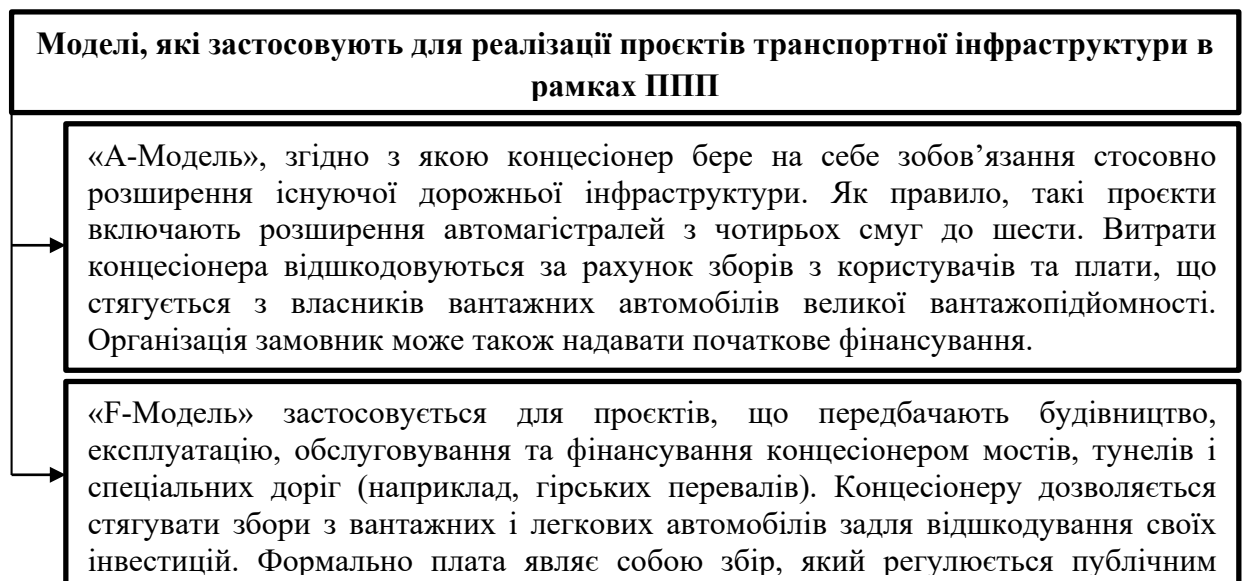 Моделі, які застосовують для реалізації проєктів транспортної інфраструктури в
рамках ППП
«А-Модель», згідно з якою концесіонер бере на себе зобов’язання стосовно
розширення існуючої дорожньої інфраструктури. Як правило, такі проєкти
включають розширення автомагістралей з чотирьох смуг до шести. Витрати
концесіонера відшкодовуються за рахунок зборів з користувачів та плати, що
стягується з власників вантажних автомобілів великої вантажопідйомності.
Організація замовник може також надавати початкове фінансування.
«F-Модель» застосовується для проєктів, що передбачають будівництво,
експлуатацію, обслуговування та фінансування концесіонером мостів, тунелів і
спеціальних доріг (наприклад, гірських перевалів). Концесіонеру дозволяється
стягувати збори з вантажних і легкових автомобілів задля відшкодування своїх
інвестицій. Формально плата являє собою збір, який регулюється публічним